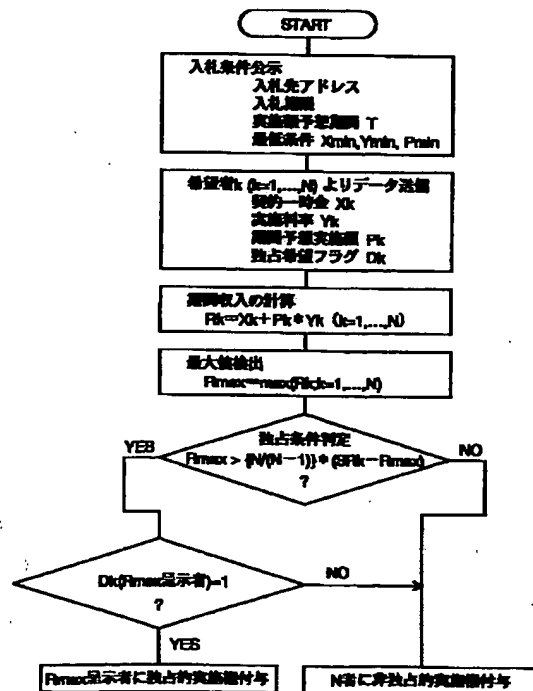 START
入札条件公示
入札先アドレス
入札期限
実施額予想期間 T
最低条件 Xmin,Ymin, Pmin
希望者k (k=1,...,N) よりデータ送信
契約一時金 Xk
実施料率 Yk
期間予想実施額 Pk
独占希望フラグ Dk
期間収入の計算
Rk=Xk+Pk*Yk (k=1,...,N)
最大値検出
Rmax=max(Rk;k=1,...,N)
独占条件判定
YES
Rmax > {N/(N-1)}*(SRk-Rmax)
NO
?
Dk(Rmax呈示者)=1
NO
?
YES
Rmax呈示者に独占的実施権付与
N者に非独占的実施権付与